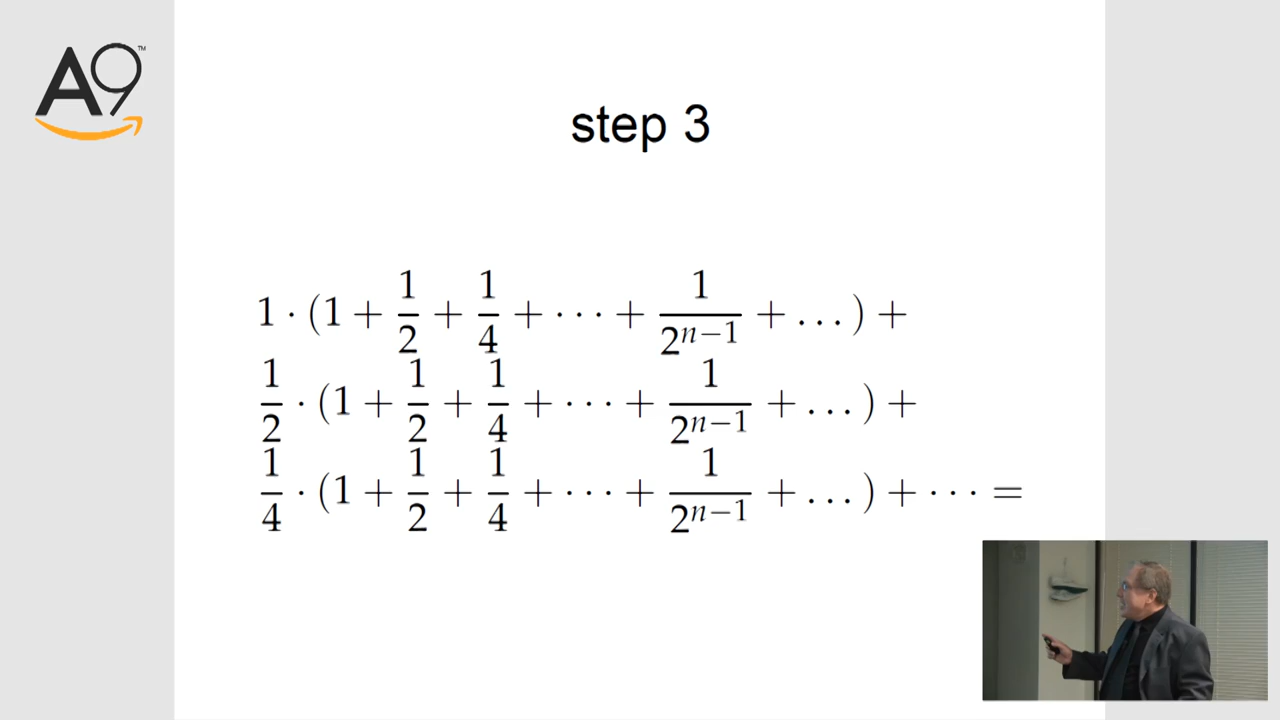 A9™
step 3
1 · (1 + 1/2 + 1/4 + ··· + 1/2^{n−1} + ...) +
1/2 · (1 + 1/2 + 1/4 + ··· + 1/2^{n−1} + ...) +
1/4 · (1 + 1/2 + 1/4 + ··· + 1/2^{n−1} + ...) + ··· =